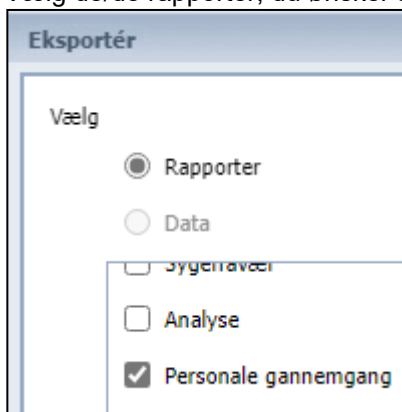 Eksportér
Vælg
Rapporter
Data
Analyse
Personale gannemgang